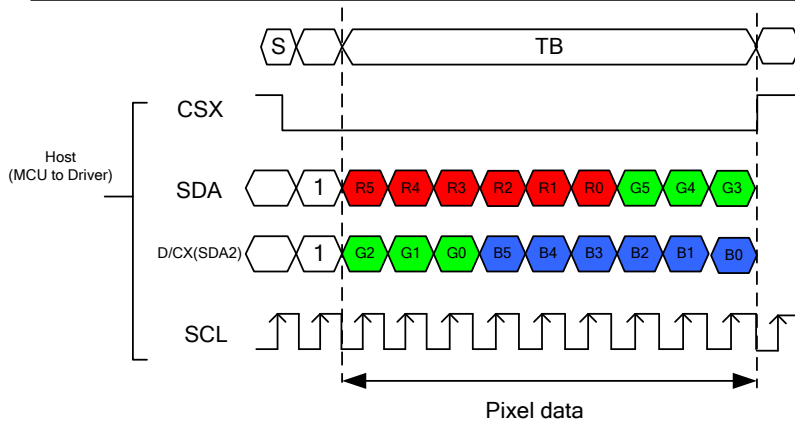 S TB
CSX
Host
(MCU to Driver)
SDA 1 R5 R4 R3 R2 R1 R0 G5 G4 G3
D/CX(SDA2) 1 G2 G1 G0 B5 B4 B3 B2 B1 B0
SCL
Pixel data